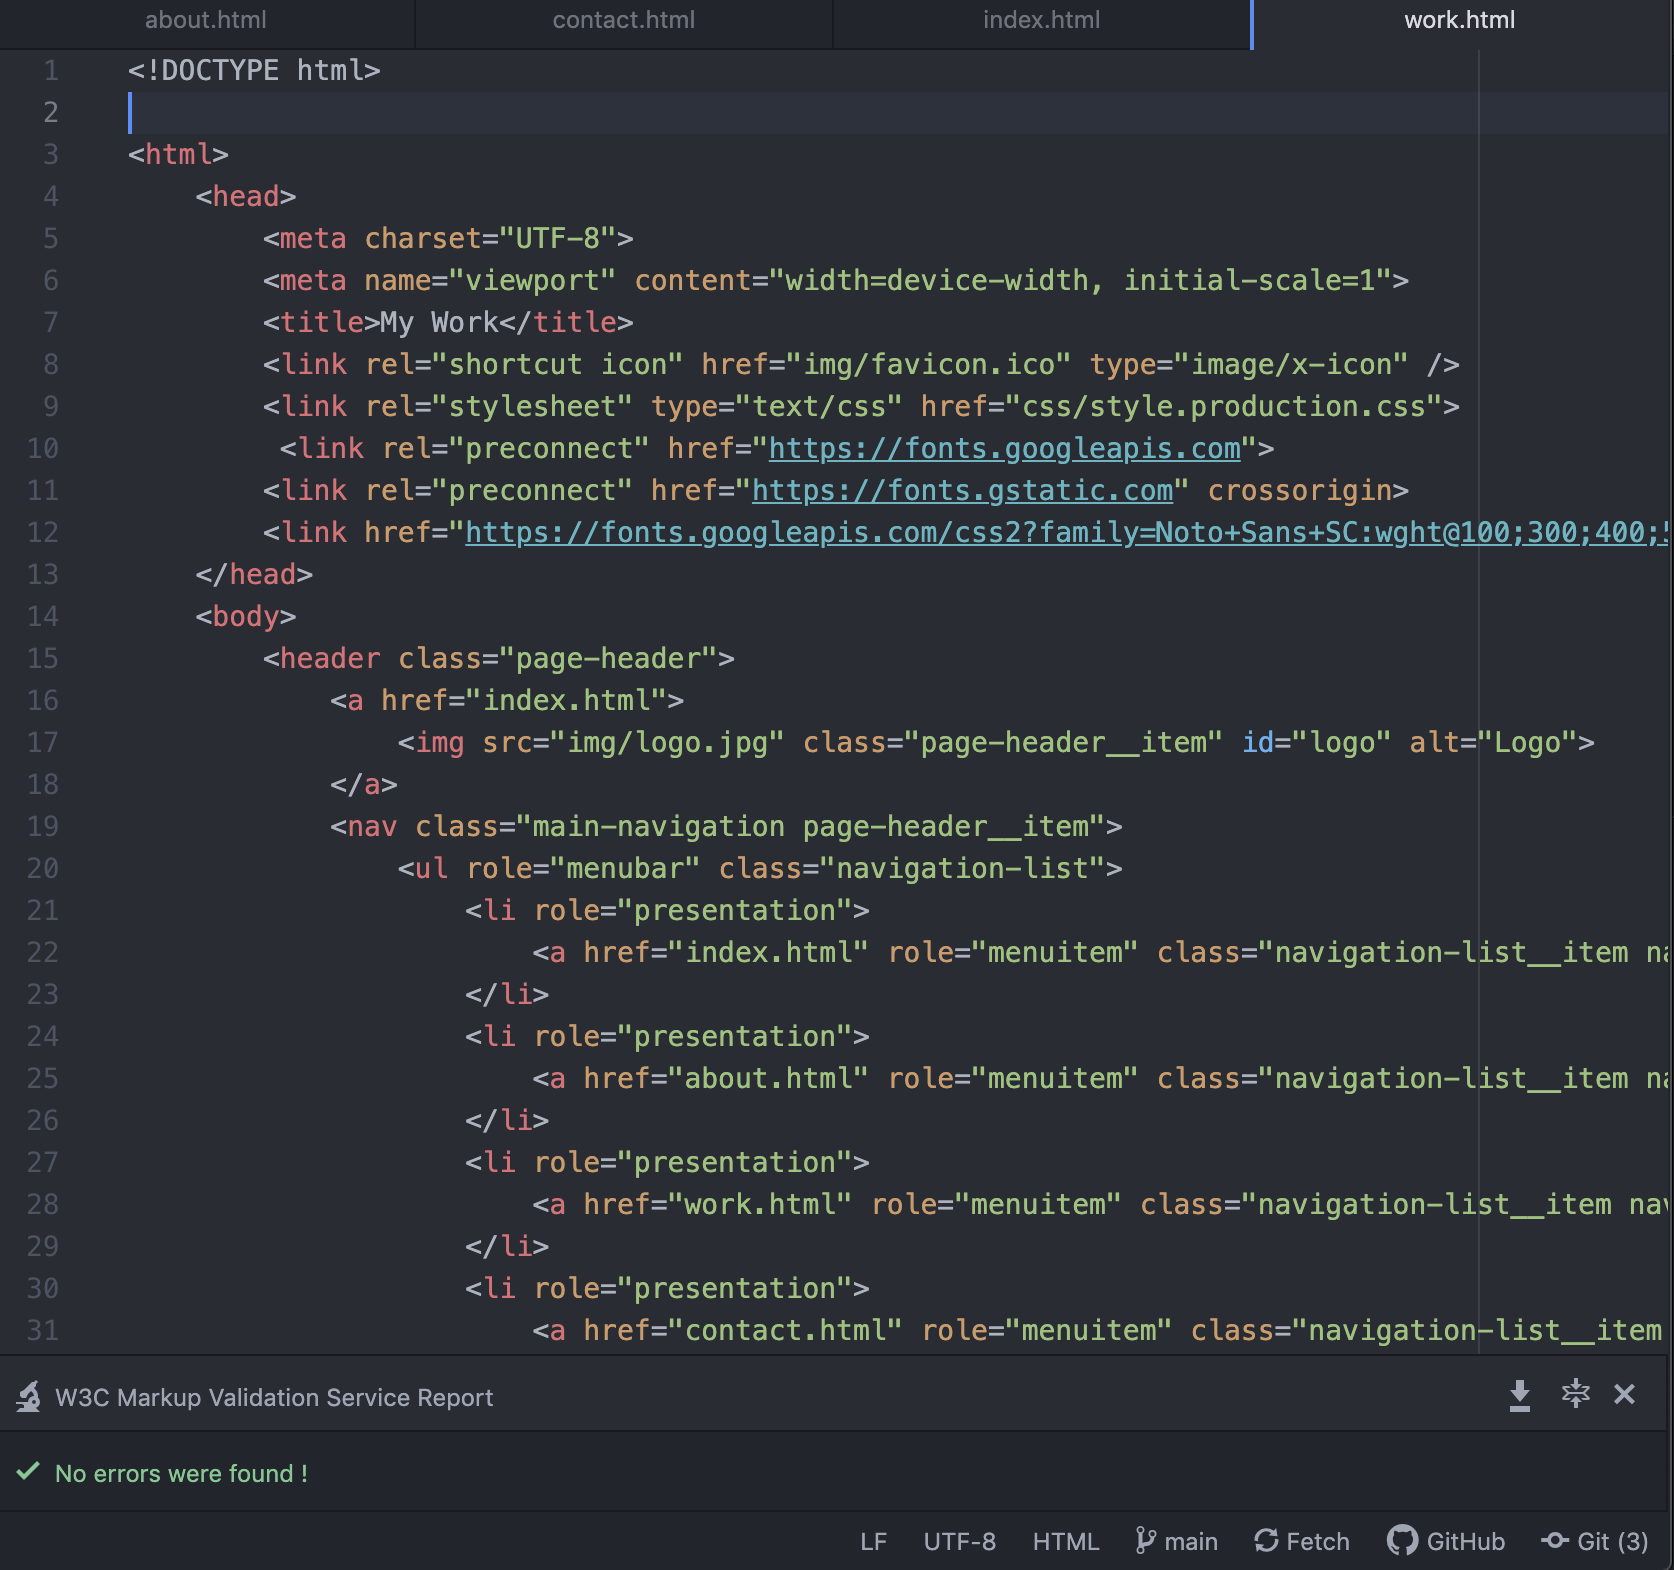 about.html contact.html index.html work.html
1 <!DOCTYPE html>
2
3 <html>
4 <head>
5 <meta charset="UTF-8">
6 <meta name="viewport" content="width=device-width, initial-scale=1">
7 <title>My Work</title>
8 <link rel="shortcut icon" href="img/favicon.ico" type="image/x-icon" />
9 <link rel="stylesheet" type="text/css" href="css/style.production.css">
10 <link rel="preconnect" href="https://fonts.googleapis.com">
11 <link rel="preconnect" href="https://fonts.gstatic.com" crossorigin>
12 <link href="https://fonts.googleapis.com/css2?family=Noto+Sans+SC:wght@100;300;400;
13 </head>
14 <body>
15 <header class="page-header">
16 <a href="index.html">
17 <img src="img/logo.jpg" class="page-header__item" id="logo" alt="Logo">
18 </a>
19 <nav class="main-navigation page-header__item">
20 <ul role="menubar" class="navigation-list">
21 <li role="presentation">
22 <a href="index.html" role="menuitem" class="navigation-list__item
23 </li>
24 <li role="presentation">
25 <a href="about.html" role="menuitem" class="navigation-list__item
26 </li>
27 <li role="presentation">
28 <a href="work.html" role="menuitem" class="navigation-list__item
29 </li>
30 <li role="presentation">
31 <a href="contact.html" role="menuitem" class="navigation-list__item
W3C Markup Validation Service Report
No errors were found !
LF UTF-8 HTML main Fetch GitHub Git (3)